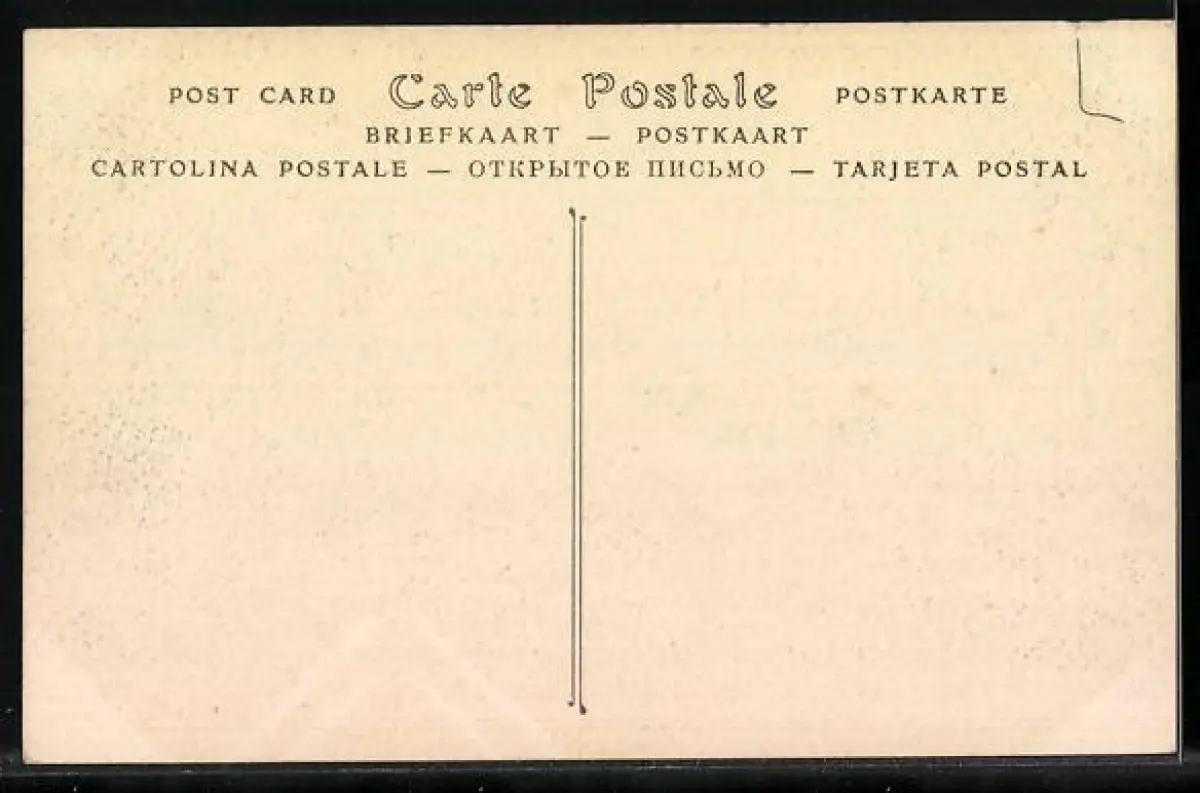 POST CARD Carte Postale POSTKARTE
BRIEFKAART — POSTKAART
CARTOLINA POSTALE — ОТКРЫТОЕ ПИСЬМО — TARJETA POSTAL